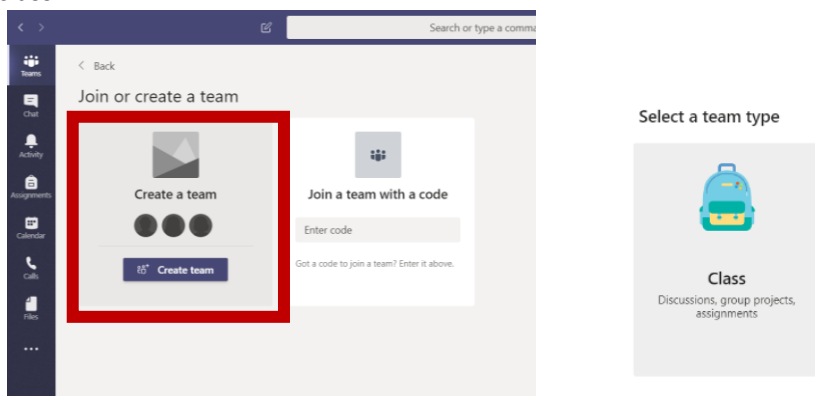 Search or type a comma
Teams
Chat
Activity
Assignments
Calendar
Calls
Files
Back
Join or create a team
Create a team
Create team
Join a team with a code
Enter code
Got a code to join a team? Enter it above.
Select a team type
Class
Discussions, group projects,
assignments